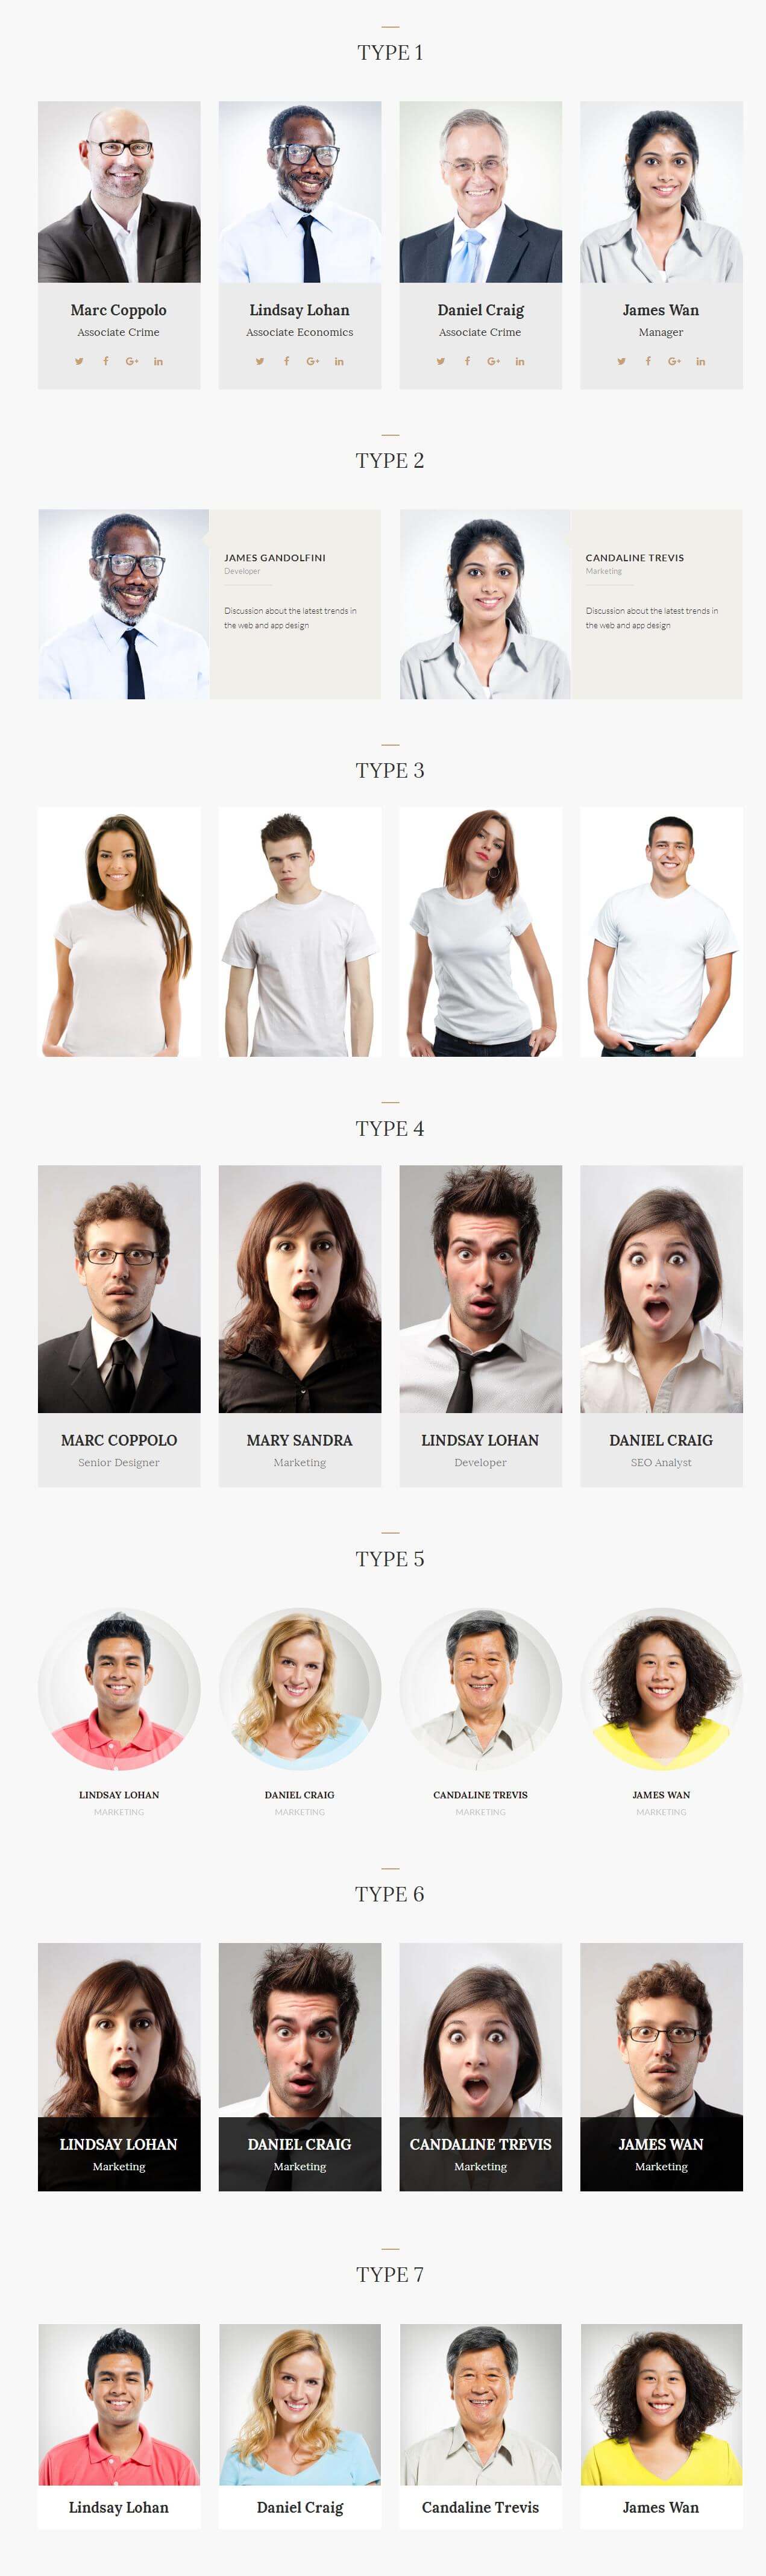 TYPE 1
Marc Coppolo
Associate Crime
Lindsay Lohan
Associate Economics
Daniel Craig
Associate Crime
James Wan
Manager
TYPE 2
JAMES GANDOLFINI
Developer
Discussion about the latest trends in
the web and app design
CANDALINE TREVIS
Marketing
Discussion about the latest trends in
the web and app design
TYPE 3
TYPE 4
MARC COPPOLO
Senior Designer
MARY SANDRA
Marketing
LINDSAY LOHAN
Developer
DANIEL CRAIG
SEO Analyst
TYPE 5
LINDSAY LOHAN
MARKETING
DANIEL CRAIG
MARKETING
CANDALINE TREVIS
MARKETING
JAMES WAN
MARKETING
TYPE 6
LINDSAY LOHAN
Marketing
DANIEL CRAIG
Marketing
CANDALINE TREVIS
Marketing
JAMES WAN
Marketing
TYPE 7
Lindsay Lohan
Daniel Craig
Candaline Trevis
James Wan